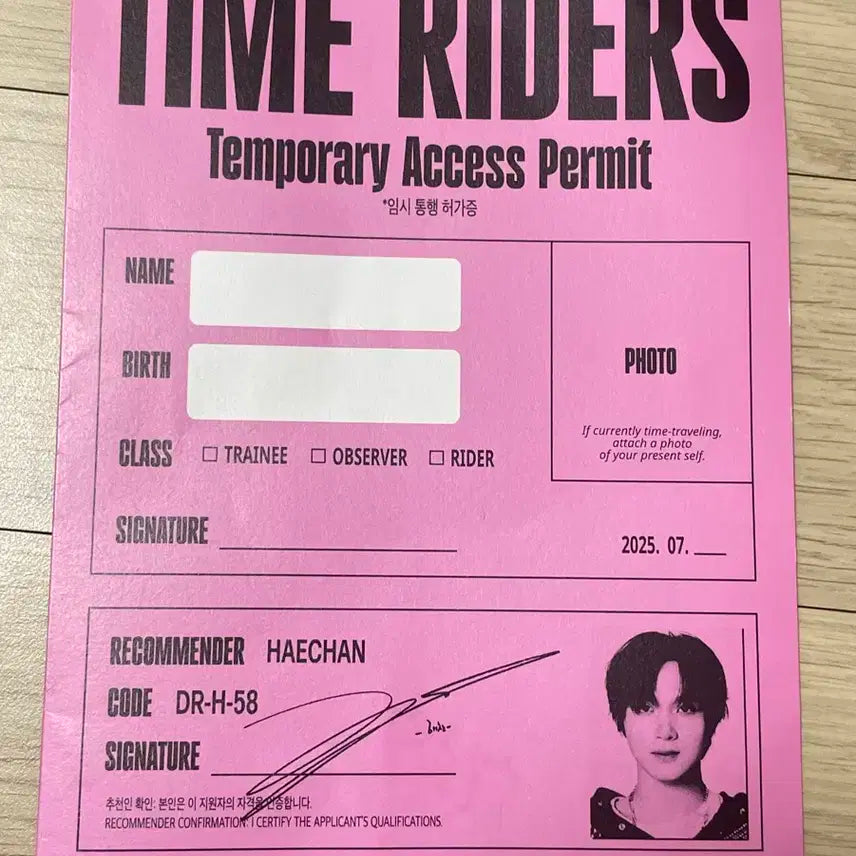 TIME RIDERS
Temporary Access Permit
*임시 통행 허가증
NAME
BIRTH
CLASS □ TRAINEE □ OBSERVER □ RIDER
SIGNATURE
PHOTO
If currently time-traveling,
attach a photo
of your present self.
2025. 07. ___
RECOMMENDER HAECHAN
CODE DR-H-58
SIGNATURE
추천인 확인: 본인은 이 지원자의 자격을 인증합니다.
RECOMMENDER CONFIRMATION: I CERTIFY THE APPLICANT'S QUALIFICATIONS.